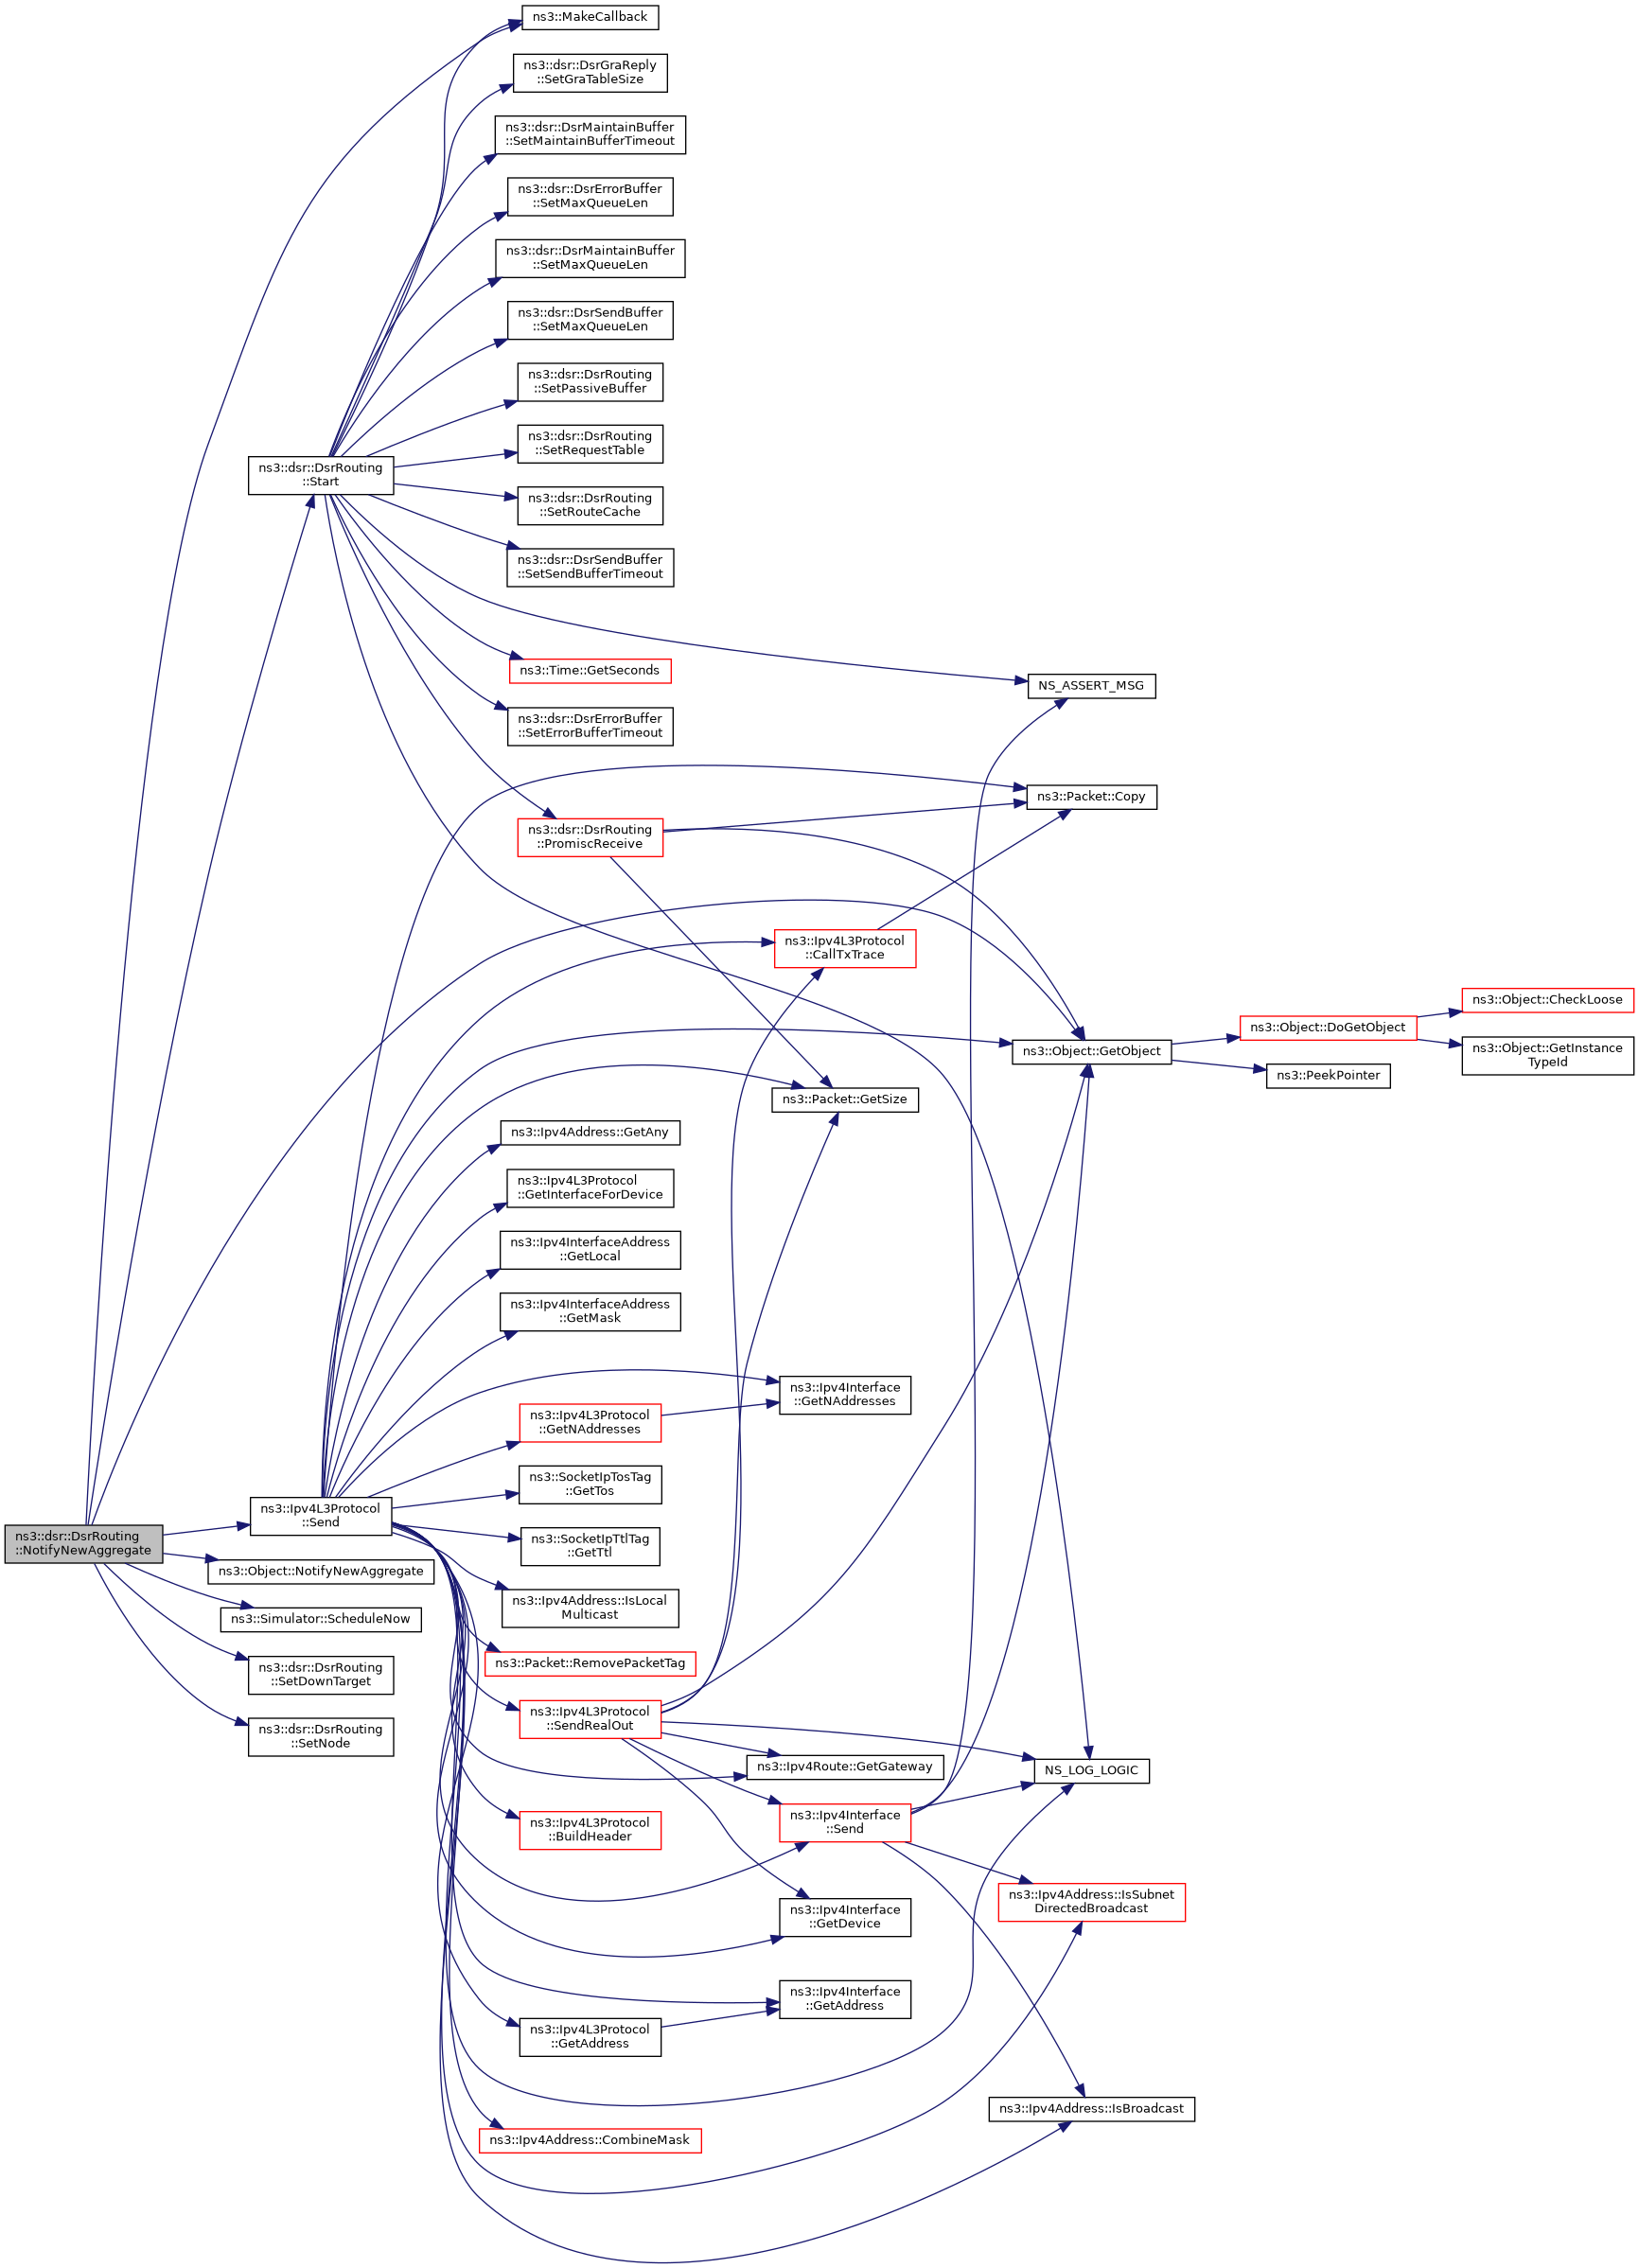 ns3::MakeCallback
ns3::dsr::DsrGraReply
::SetGraTableSize
ns3::dsr::DsrMaintainBuffer
::SetMaintainBufferTimeout
ns3::dsr::DsrErrorBuffer
::SetMaxQueueLen
ns3::dsr::DsrMaintainBuffer
::SetMaxQueueLen
ns3::dsr::DsrSendBuffer
::SetMaxQueueLen
ns3::dsr::DsrRouting
::SetPassiveBuffer
ns3::dsr::DsrRouting
::SetRequestTable
ns3::dsr::DsrRouting
::Start
ns3::dsr::DsrRouting
::SetRouteCache
ns3::dsr::DsrSendBuffer
::SetSendBufferTimeout
ns3::Time::GetSeconds
NS_ASSERT_MSG
ns3::dsr::DsrErrorBuffer
::SetErrorBufferTimeout
ns3::Packet::Copy
ns3::dsr::DsrRouting
::PromiscReceive
ns3::Ipv4L3Protocol
::CallTxTrace
ns3::Object::CheckLoose
ns3::Object::DoGetObject
ns3::Object::GetObject
ns3::Object::GetInstance
TypeId
ns3::PeekPointer
ns3::Packet::GetSize
ns3::Ipv4Address::GetAny
ns3::Ipv4L3Protocol
::GetInterfaceForDevice
ns3::Ipv4InterfaceAddress
::GetLocal
ns3::Ipv4InterfaceAddress
::GetMask
ns3::Ipv4Interface
::GetNAddresses
ns3::Ipv4L3Protocol
::GetNAddresses
ns3::SocketIpTosTag
::GetTos
ns3::Ipv4L3Protocol
::Send
ns3::dsr::DsrRouting
::NotifyNewAggregate
ns3::SocketIpTtlTag
::GetTtl
ns3::Object::NotifyNewAggregate
ns3::Ipv4Address::IsLocal
Multicast
ns3::Simulator::ScheduleNow
ns3::Packet::RemovePacketTag
ns3::dsr::DsrRouting
::SetDownTarget
ns3::Ipv4L3Protocol
::SendRealOut
ns3::dsr::DsrRouting
::SetNode
ns3::Ipv4Route::GetGateway
NS_LOG_LOGIC
ns3::Ipv4Interface
::Send
ns3::Ipv4L3Protocol
::BuildHeader
ns3::Ipv4Address::IsSubnet
DirectedBroadcast
ns3::Ipv4Interface
::GetDevice
ns3::Ipv4Interface
::GetAddress
ns3::Ipv4L3Protocol
::GetAddress
ns3::Ipv4Address::IsBroadcast
ns3::Ipv4Address::CombineMask